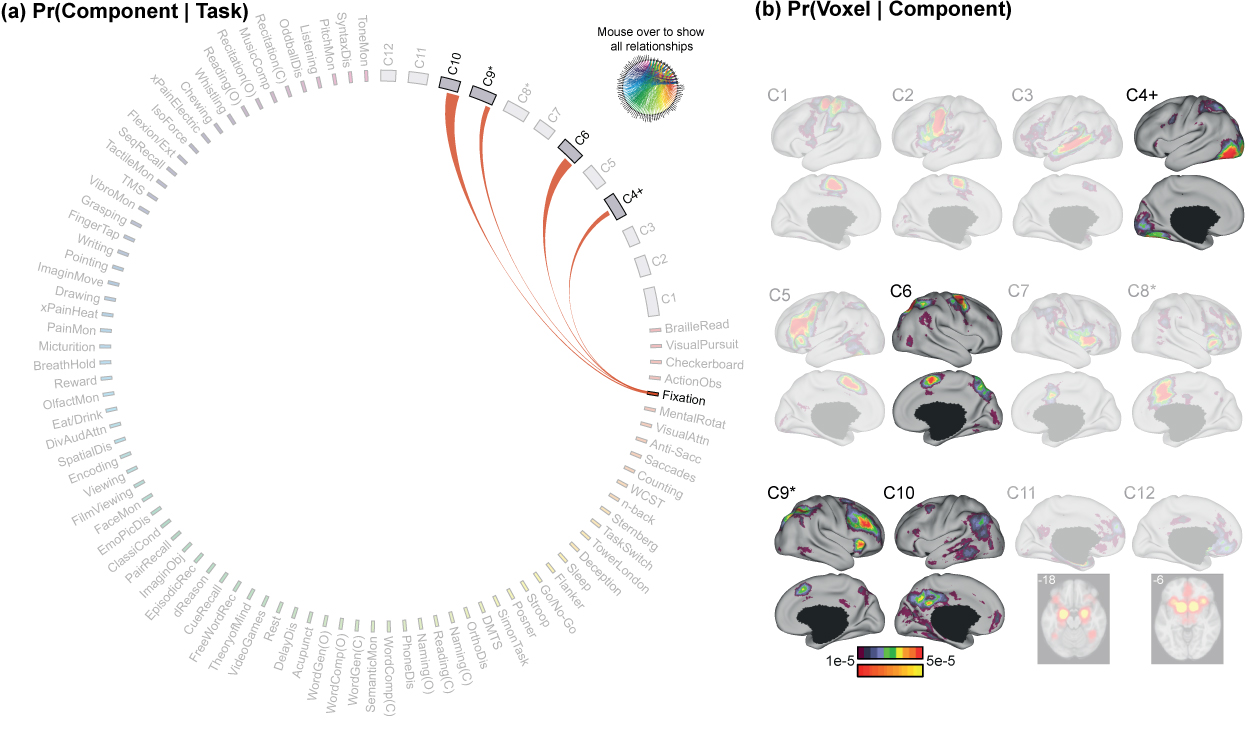 (a) Pr(Component | Task)
(b) Pr(Voxel | Component)
Mouse over to show
all relationships
C12
C11
C10
C9*
C8*
C7
C6
C5
C4+
C3
C2
C1
BrailleRead
VisualPursuit
Checkerboard
ActionObs
Fixation
MentalRotat
VisualAttn
Anti-Sacc
Saccades
Counting
WCST
n-back
Sternberg
TaskSwitch
TowerLondon
Deception
Sleep
Flanker
Go/No-Go
Stroop
Posner
SimonTask
DMTS
OrthoDis
Naming(C)
Reading(C)
Naming(O)
PhoneDis
WordComp(C)
SemanticMon
WordGen(C)
WordComp(O)
WordGen(O)
Acupunct
DelayDis
Rest
VideoGames
TheoryofMind
FreeWordRec
CueRecall
dReason
EpisodicRec
ImaginObj
PairRecall
ClassiCond
EmoPicDis
FaceMon
FilmViewing
Viewing
Encoding
SpatialDis
DivAudAttn
Eat/Drink
OlfactMon
Reward
BreathHold
Micturition
PainMon
xPainHeat
Drawing
ImaginMove
Pointing
Writing
FingerTap
Grasping
VibroMon
TMS
TactileMon
SeqRecall
Flexion/Ext
IsoForce
xPainElectric
Chewing
Whistling
Reading(O)
Recitation(O)
MusicComp
Recitation(C)
OddballDis
Listening
PitchMon
SyntaxDis
ToneMon
C1
C2
C3
C4+
C5
C6
C7
C8*
C9*
C10
C11
C12
-18
-6
1e-5
5e-5